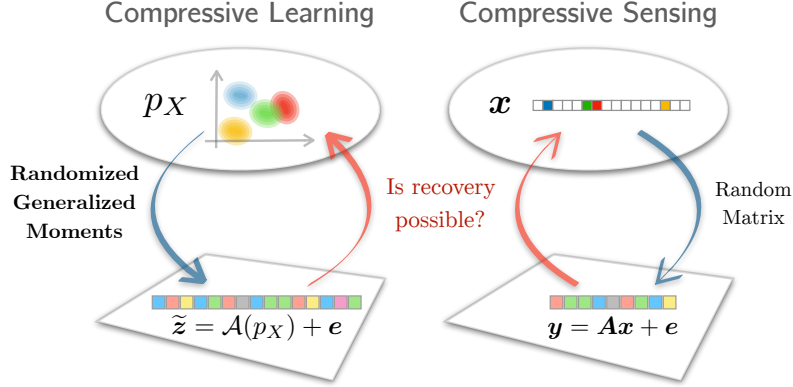 Compressive Learning
Compressive Sensing
p_X
x
Randomized
Generalized
Moments
Is recovery
possible?
Random
Matrix
z̃ = 𝒜(p_X) + e
y = Ax + e